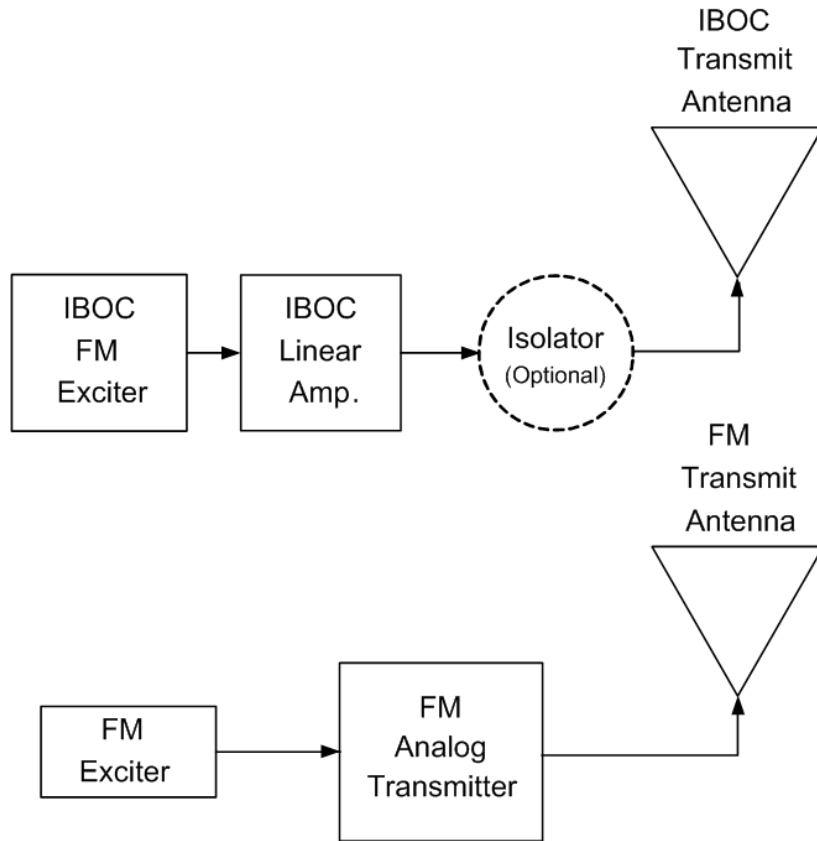 IBOC
Transmit
Antenna
IBOC
FM
Exciter
IBOC
Linear
Amp.
Isolator
(Optional)
FM
Transmit
Antenna
FM
Exciter
FM
Analog
Transmitter